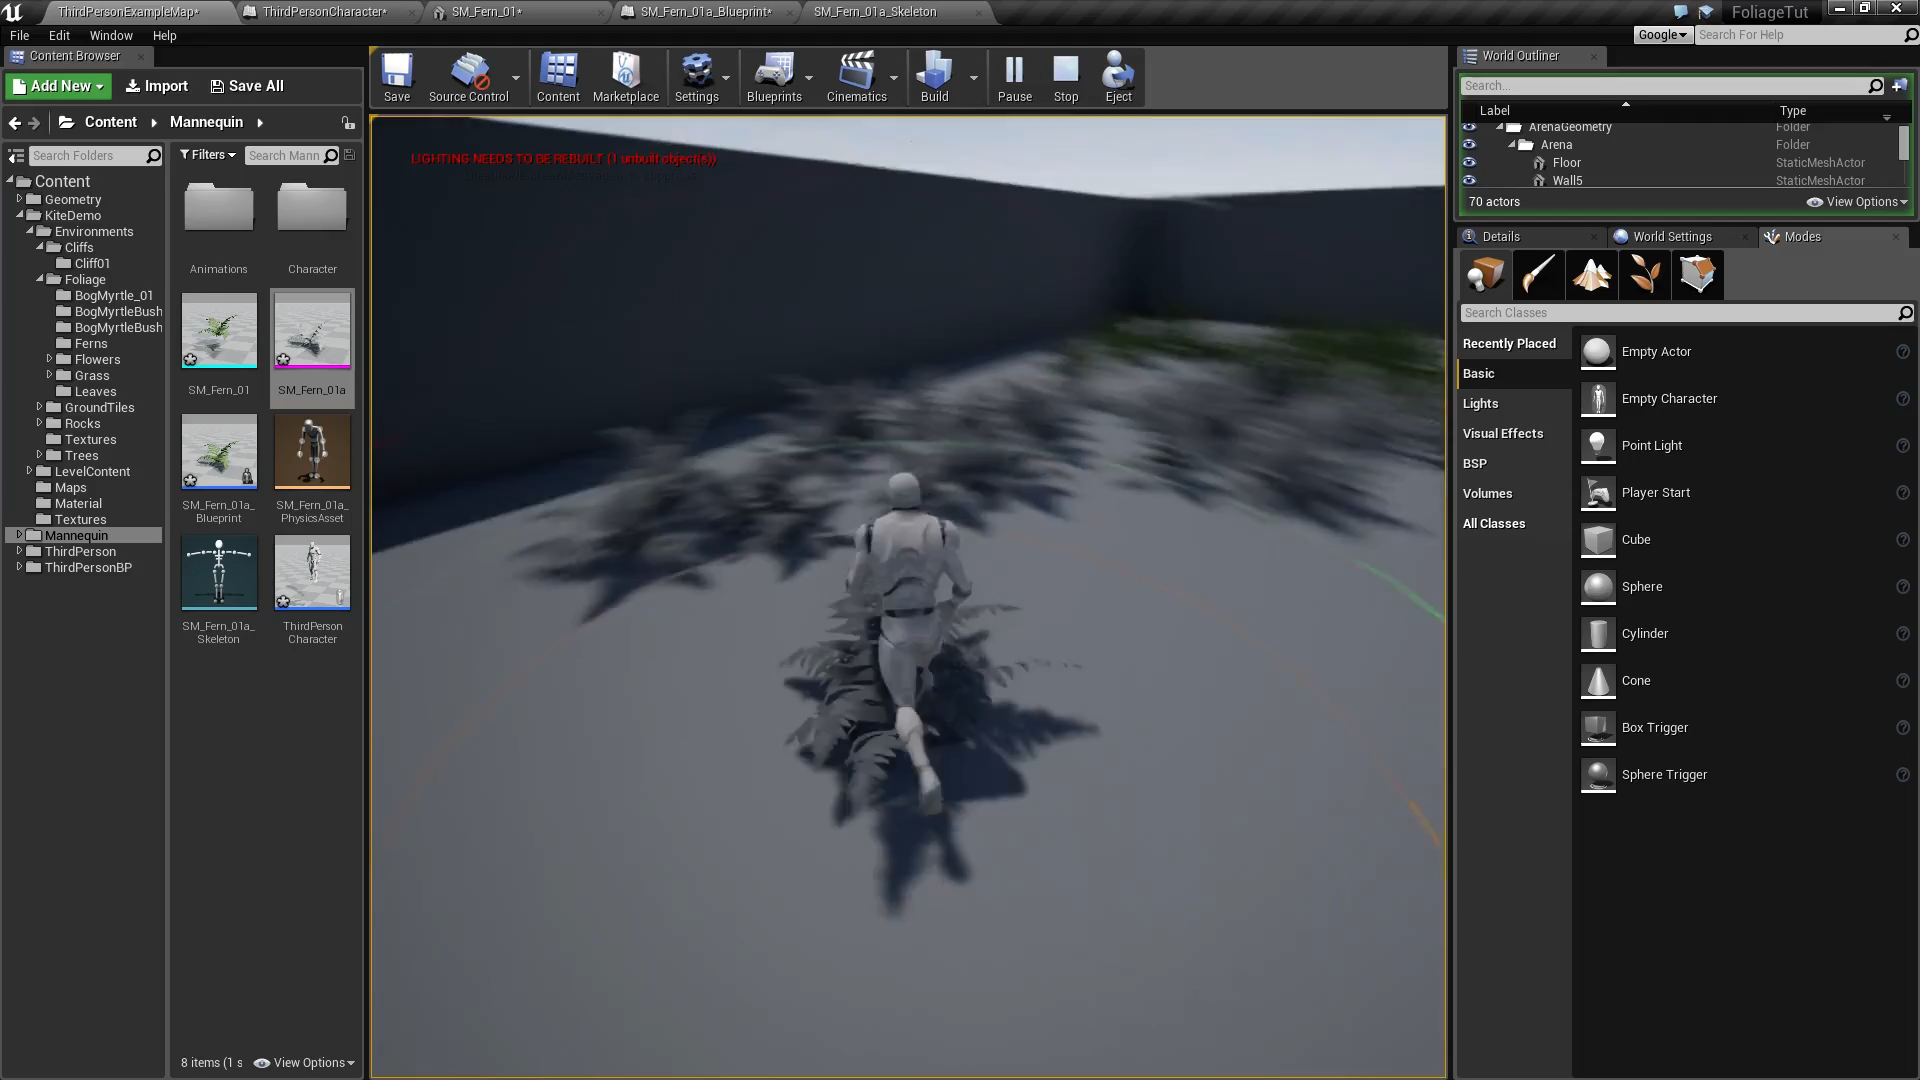 ThirdPersonExampleMap*
ThirdPersonCharacter*
SM_Fern_01*
SM_Fern_01a_Blueprint*
SM_Fern_01a_Skeleton
FoliageTut
File
Edit
Window
Help
Google
Search For Help
Content Browser
Add New
Import
Save All
Content
Mannequin
Search Folders
Filters
Search Mann
Content
Geometry
KiteDemo
Environments
Cliffs
Cliff01
Foliage
BogMyrtle_01
BogMyrtleBush
BogMyrtleBush
Ferns
Flowers
Grass
Leaves
GroundTiles
Rocks
Textures
Trees
LevelContent
Maps
Material
Textures
Mannequin
ThirdPerson
ThirdPersonBP
Animations
Character
SM_Fern_01
SM_Fern_01a
SM_Fern_01a_
Blueprint
SM_Fern_01a_
PhysicsAsset
SM_Fern_01a_
Skeleton
ThirdPerson
Character
8 items (1 s
View Options
Save
Source Control
Content
Marketplace
Settings
Blueprints
Cinematics
Build
Pause
Stop
Eject
LIGHTING NEEDS TO BE REBUILT (1 unbuilt object(s))
World Outliner
Search...
Label
Type
ArenaGeometry
Folder
Arena
Folder
Floor
StaticMeshActor
Wall5
StaticMeshActor
70 actors
View Options
Details
World Settings
Modes
Search Classes
Recently Placed
Basic
Lights
Visual Effects
BSP
Volumes
All Classes
Empty Actor
Empty Character
Point Light
Player Start
Cube
Sphere
Cylinder
Cone
Box Trigger
Sphere Trigger